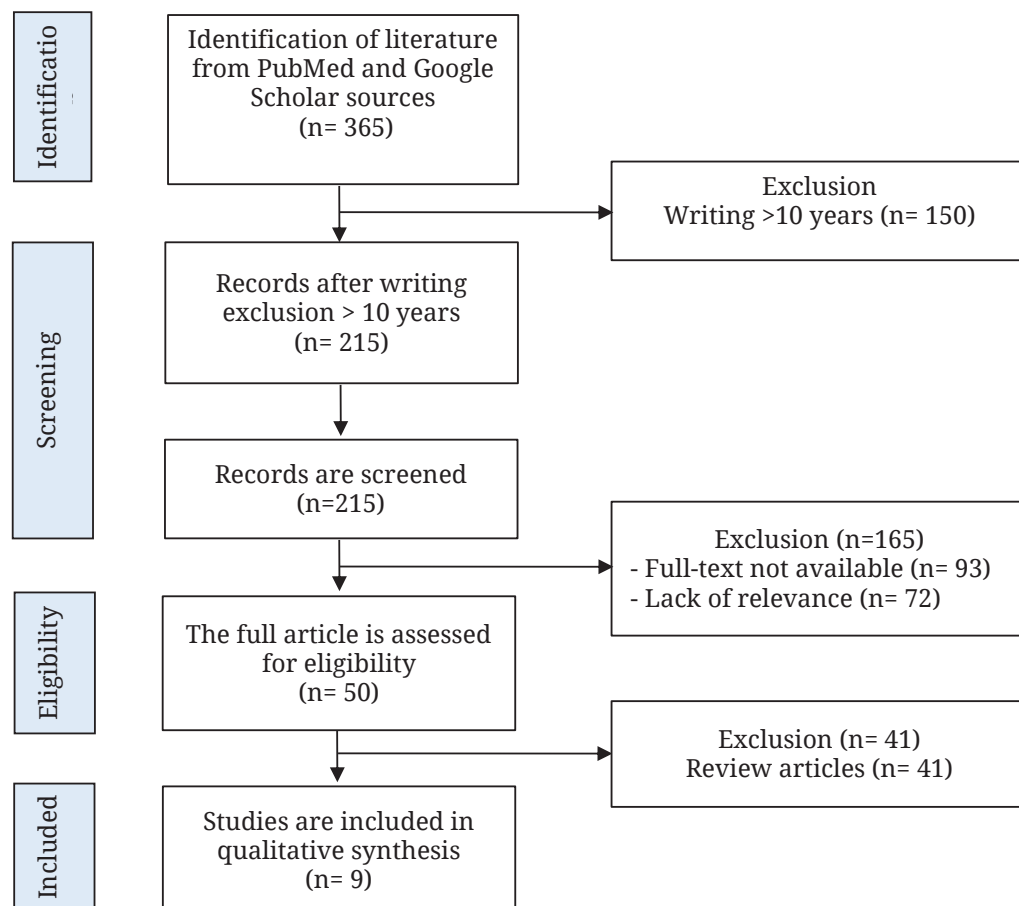 Identificatio
Identification of literature
from PubMed and Google
Scholar sources
(n= 365)
Exclusion
Writing >10 years (n= 150)
Screening
Records after writing
exclusion > 10 years
(n= 215)
Records are screened
(n=215)
Exclusion (n=165)
- Full-text not available (n= 93)
- Lack of relevance (n= 72)
Eligibility
The full article is assessed
for eligibility
(n= 50)
Exclusion (n= 41)
Review articles (n= 41)
Included
Studies are included in
qualitative synthesis
(n= 9)